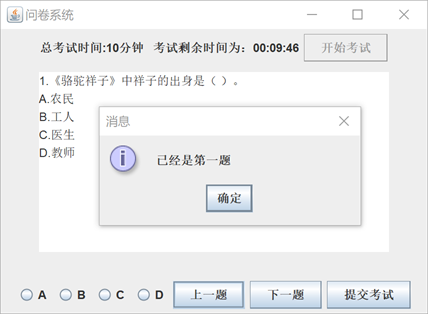 问卷系统
总考试时间:10分钟 考试剩余时间为: 00:09:46 开始考试
1.《骆驼祥子》中祥子的出身是（ ）。
A.农民
B.工人
C.医生
D.教师
消息
已经是第一题
确定
A B C D 上一题 下一题 提交考试